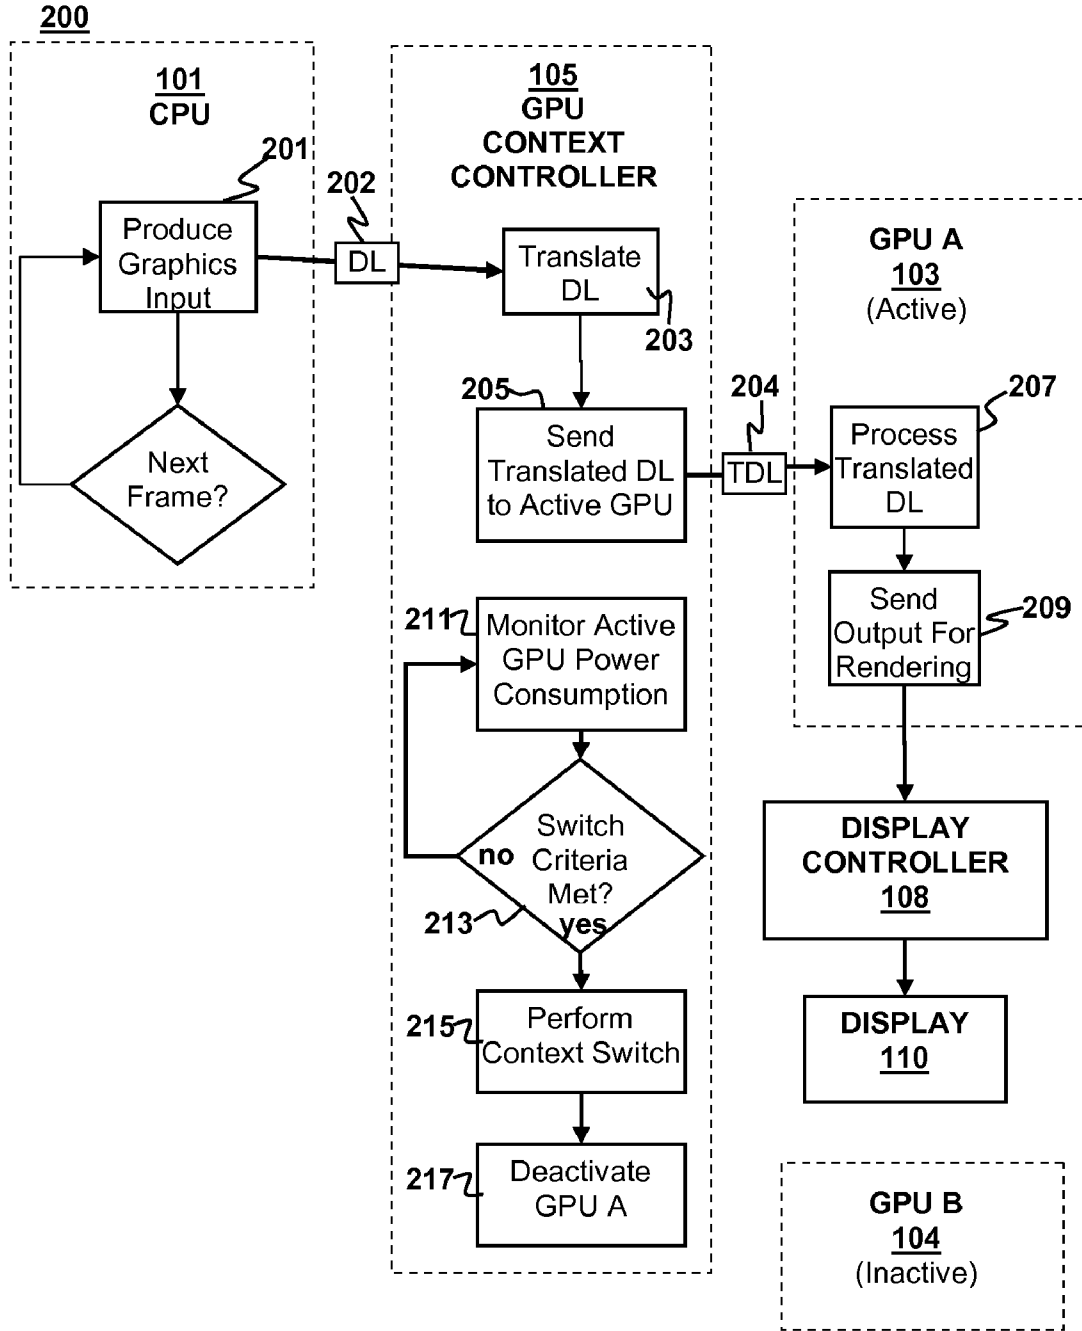 200
101
CPU
201
Produce
Graphics
Input
Next
Frame?
202
DL
105
GPU
CONTEXT
CONTROLLER
Translate
DL
203
205
Send
Translated DL
to Active GPU
204
TDL
211
Monitor Active
GPU Power
Consumption
Switch
no Criteria
Met?
213
yes
215
Perform
Context Switch
217
Deactivate
GPU A
GPU A
103
(Active)
207
Process
Translated
DL
209
Send
Output For
Rendering
DISPLAY
CONTROLLER
108
DISPLAY
110
GPU B
104
(Inactive)